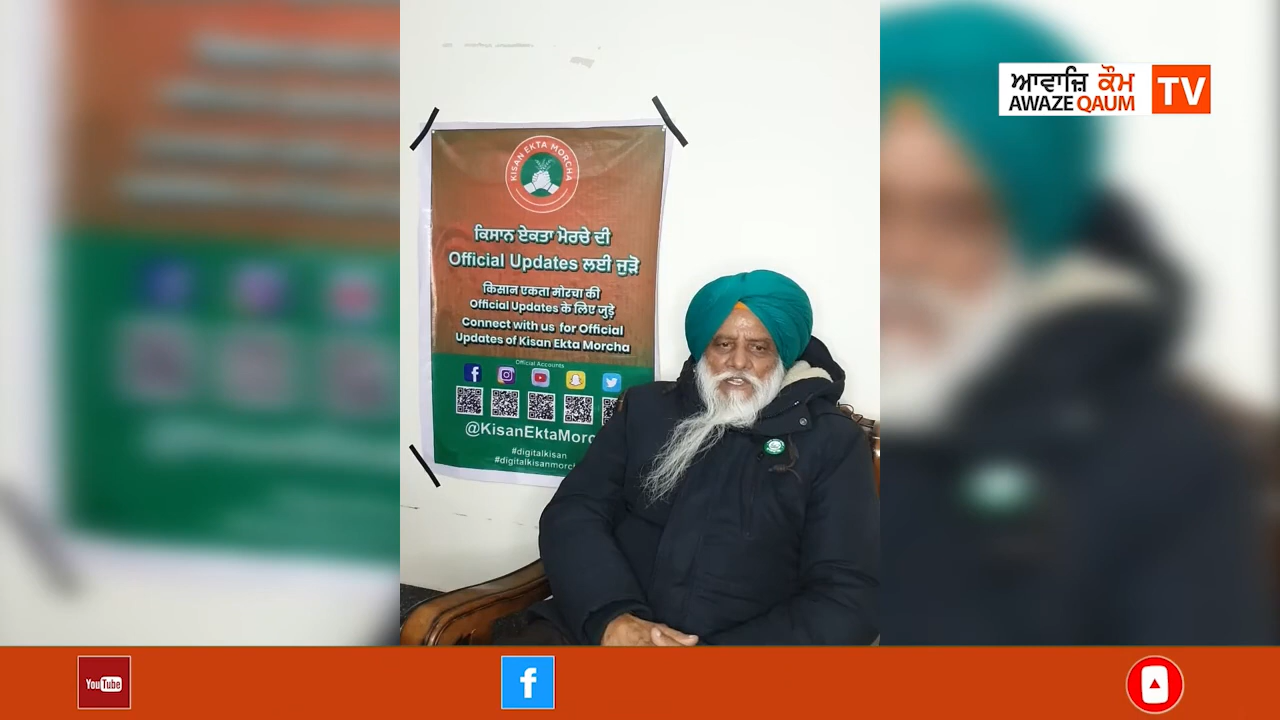 ਆਵਾਜ਼ਿ ਕੌਮ
AWAZE QAUM
TV
KISAN EKTA MORCHA
ਕਿਸਾਨ ਏਕਤਾ ਮੋਰਚੇ ਦੀ
Official Updates ਲਈ ਜੁੜੋ
किसान एकता मोरचा की
Official Updates के लिए जुड़े
Connect with us for Official
Updates of Kisan Ekta Morcha
Official Accounts
@KisanEktaMorc
#digitalkisan
#digitalkisanmorc
YouTube